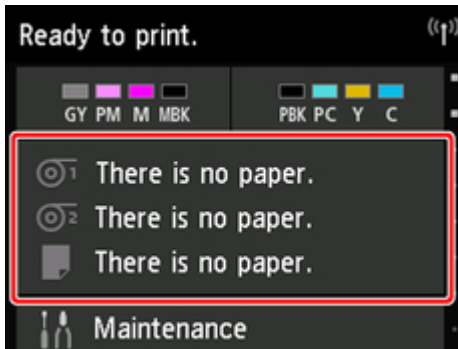 Ready to print.
GY PM M MBK PBK PC Y C
1 There is no paper.
2 There is no paper.
There is no paper.
Maintenance